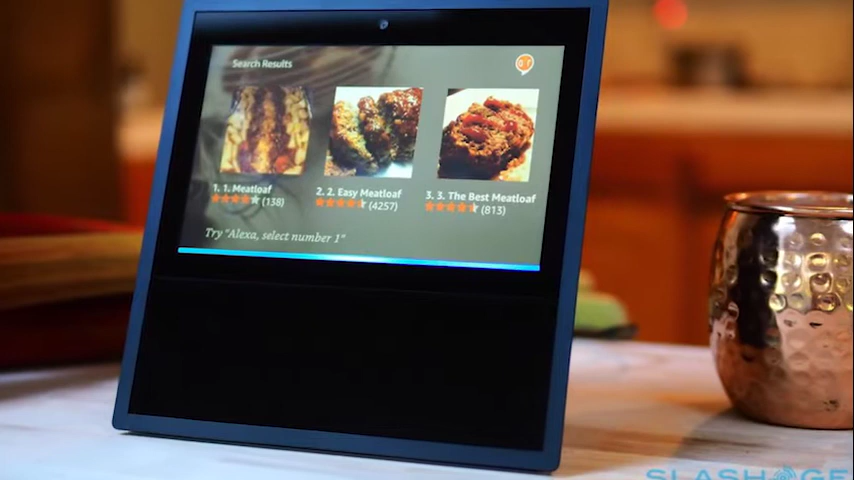 Search Results
1. 1. Meatloaf
(138)
2. 2. Easy Meatloaf
(4257)
3. 3. The Best Meatloaf
(813)
Try "Alexa, select number 1"
SLASHGE